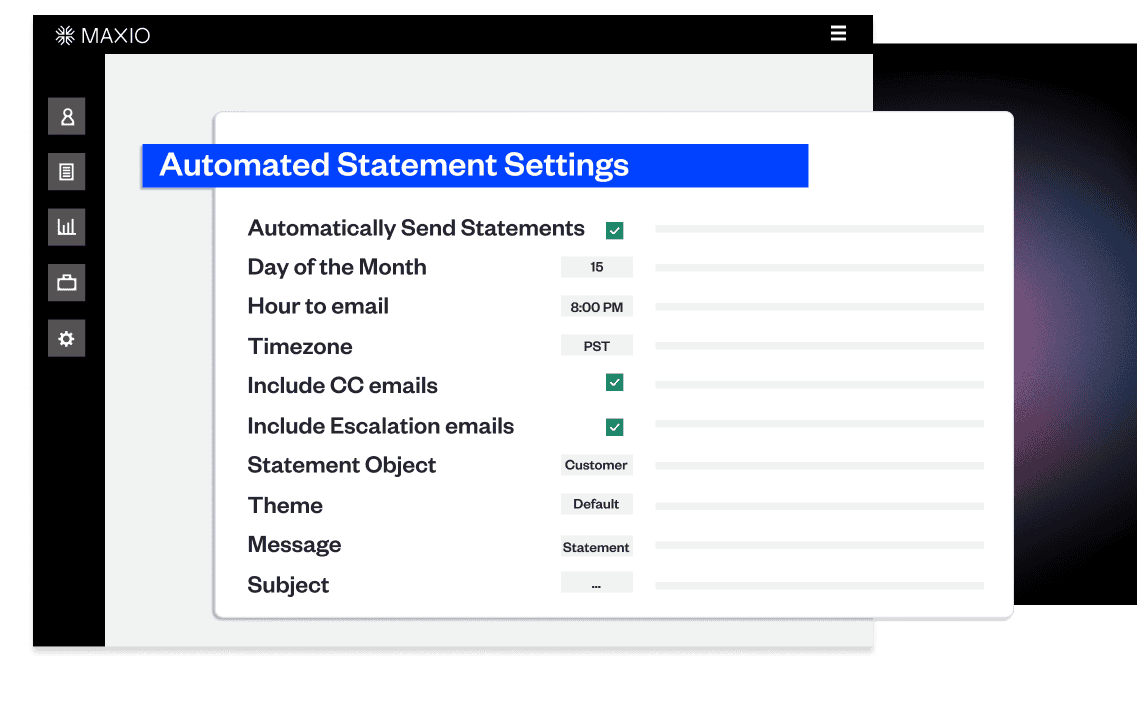 MAXIO
Automated Statement Settings
Automatically Send Statements
Day of the Month 15
Hour to email 8:00 PM
Timezone PST
Include CC emails
Include Escalation emails
Statement Object Customer
Theme Default
Message Statement
Subject ...